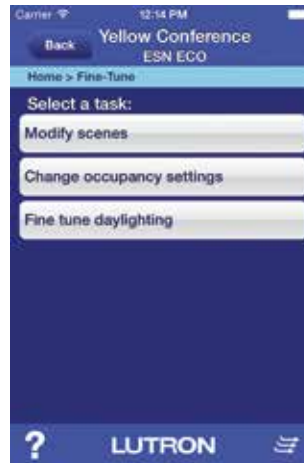 Carrier 12:14 PM
Back
Yellow Conference
ESN ECO
Home > Fine-Tune
Select a task:
Modify scenes
Change occupancy settings
Fine tune daylighting
? LUTRON